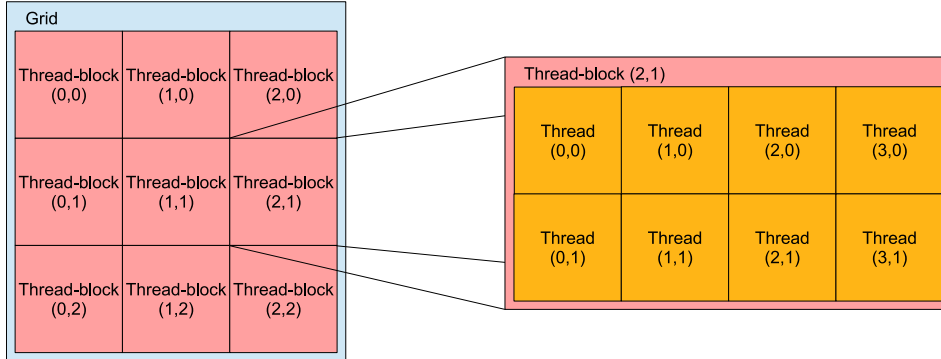 Grid
Thread-block
(0,0)
Thread-block
(1,0)
Thread-block
(2,0)
Thread-block
(0,1)
Thread-block
(1,1)
Thread-block
(2,1)
Thread-block
(0,2)
Thread-block
(1,2)
Thread-block
(2,2)
Thread-block (2,1)
Thread
(0,0)
Thread
(1,0)
Thread
(2,0)
Thread
(3,0)
Thread
(0,1)
Thread
(1,1)
Thread
(2,1)
Thread
(3,1)